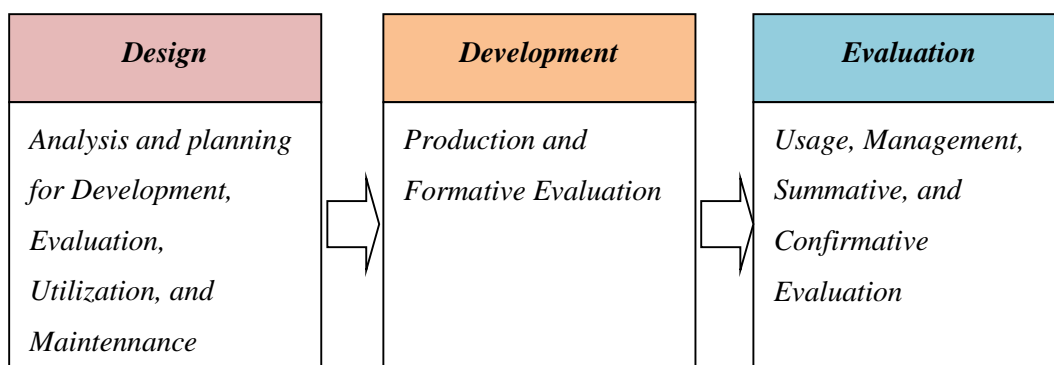 Design
Analysis and planning
for Development,
Evaluation,
Utilization, and
Maintennance
Development
Production and
Formative Evaluation
Evaluation
Usage, Management,
Summative, and
Confirmative
Evaluation